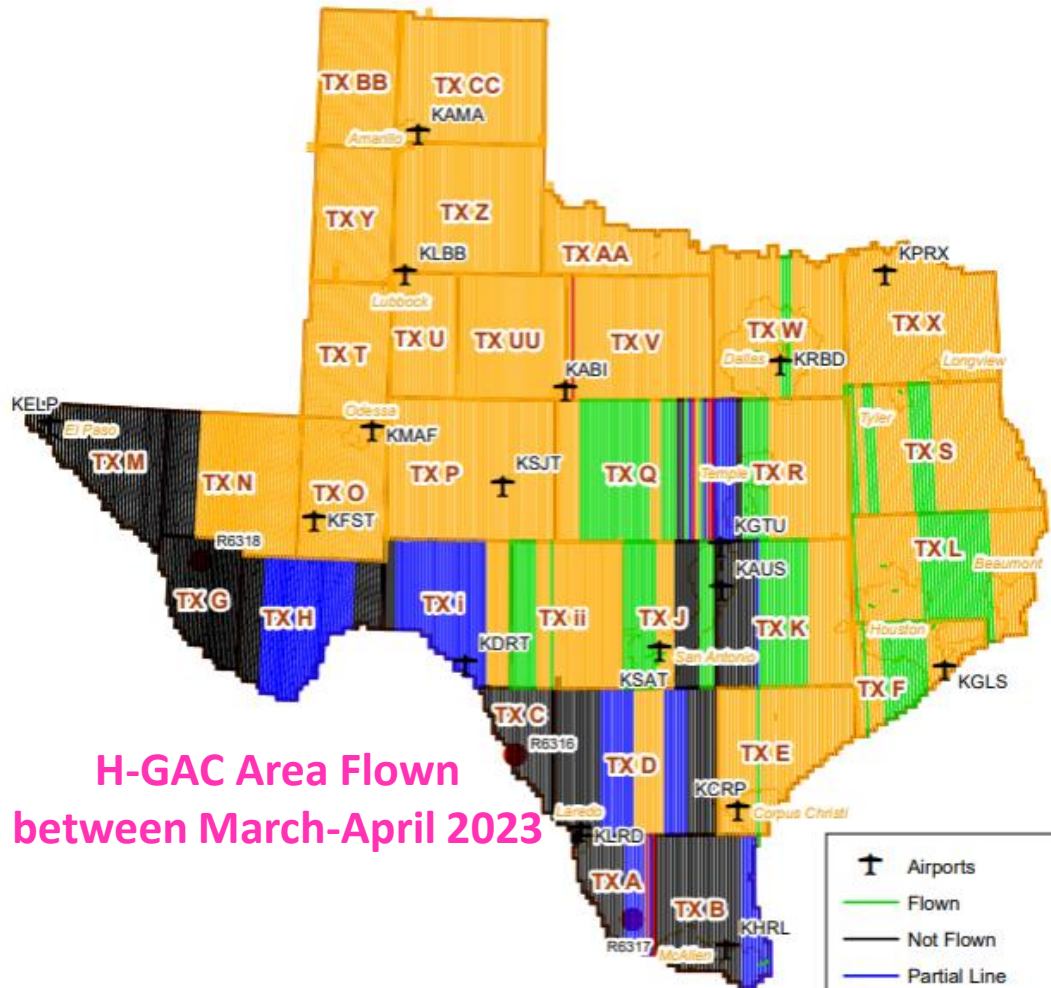 TX BB
TX CC
KAMA
Amarillo
TX Y
TX Z
TX AA
KLBB
Lubbock
KPRX
TX T
TX U
TX UU
TX V
TX W
TX X
Dallas
KRBD
Longview
KABI
KELP
El Paso
Odessa
KMAF
Tyler
TX M
TX N
TX O
TX P
KSJT
TX Q
Temple
TX R
TX S
KFST
KGTU
R6318
TX L
Beaumont
TX G
TX H
TX i
TX ii
KAUS
TX J
TX K
Houston
KDRT
San Antonio
KSAT
TX F
KGLS
TX C
R6316
TX D
TX E
H-GAC Area Flown
between March-April 2023
KCRP
Corpus Christi
Laredo
KLRD
TX A
TX B
R6317
McAllen
KHRL
Airports
Flown
Not Flown
Partial Line